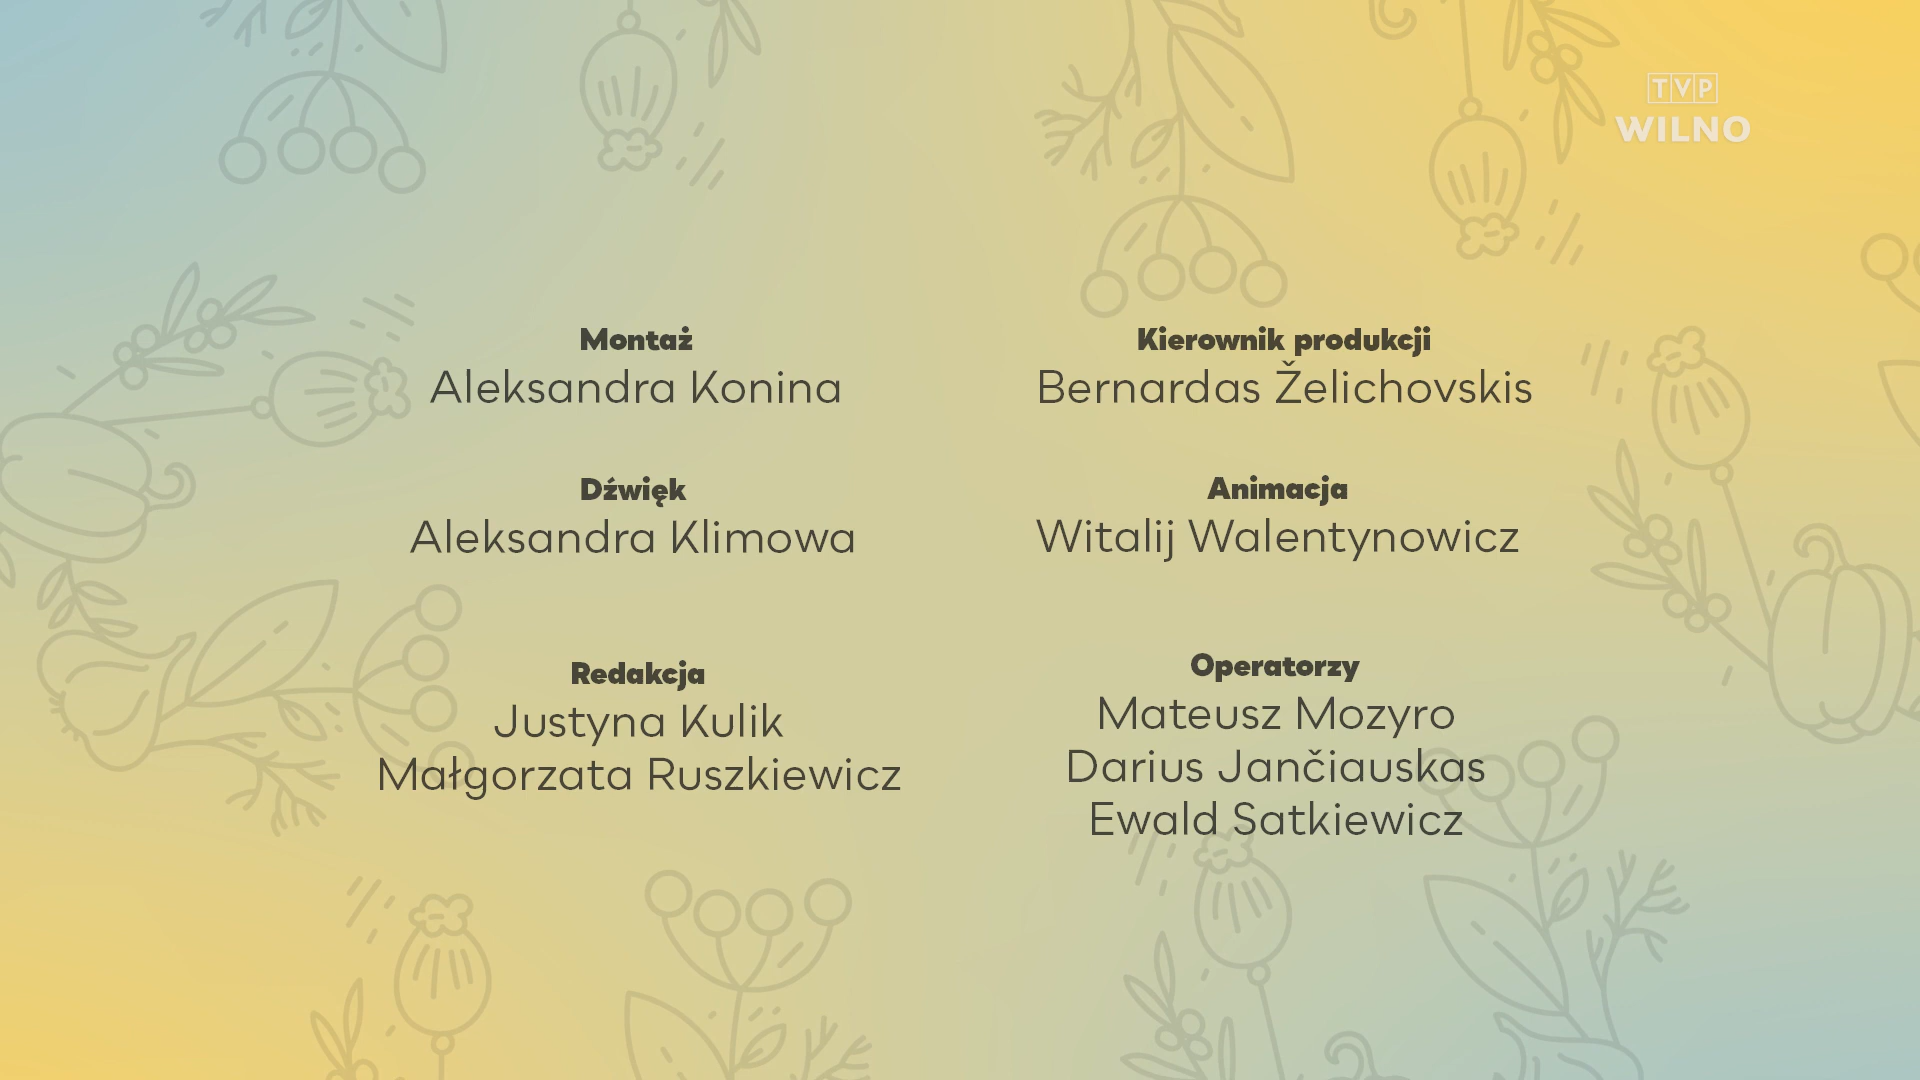 TVP
WILNO
Montaż
Aleksandra Konina
Kierownik produkcji
Bernardas Želichovskis
Dźwięk
Aleksandra Klimowa
Animacja
Witalij Walentynowicz
Redakcja
Justyna Kulik
Małgorzata Ruszkiewicz
Operatorzy
Mateusz Mozyro
Darius Jančiauskas
Ewald Satkiewicz